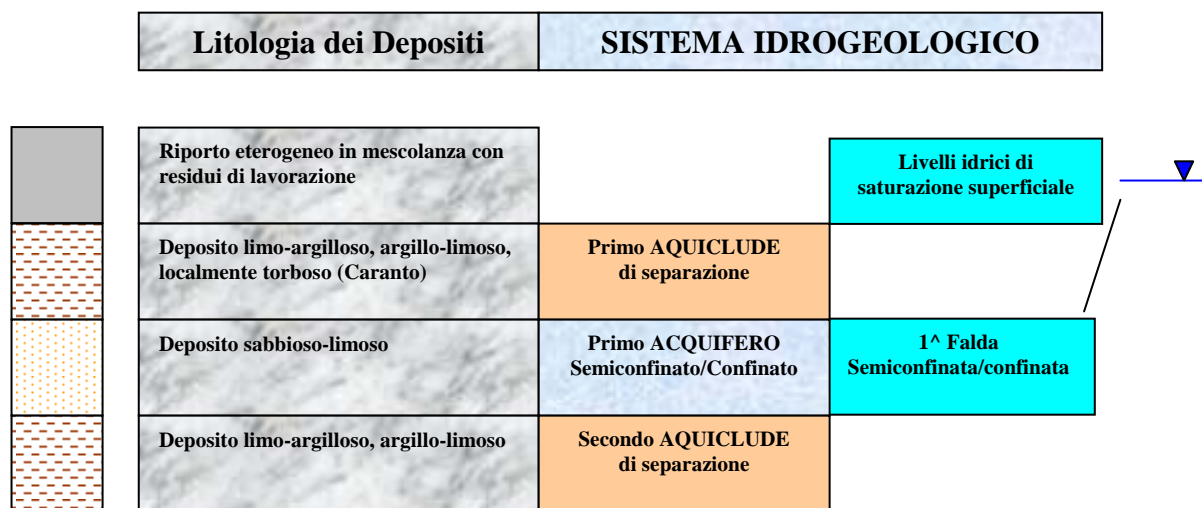 Litologia dei Depositi
SISTEMA IDROGEOLOGICO
Riporto eterogeneo in mescolanza con
residui di lavorazione
Livelli idrici di
saturazione superficiale
Deposito limo-argilloso, argillo-limoso,
localmente torboso (Caranto)
Primo AQUICLUDE
di separazione
Deposito sabbioso-limoso
Primo ACQUIFERO
Semiconfinato/Confinato
1^ Falda
Semiconfinata/confinata
Deposito limo-argilloso, argillo-limoso
Secondo AQUICLUDE
di separazione